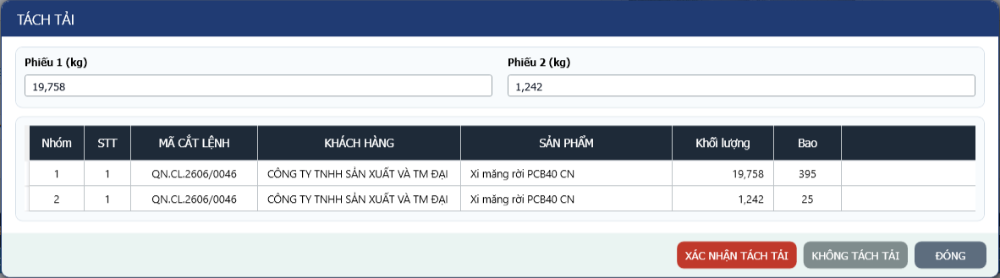 TÁCH TẢI
Phiếu 1 (kg) Phiếu 2 (kg)
19,758 1,242
Nhóm STT MÃ CẮT LỆNH KHÁCH HÀNG SẢN PHẨM Khối lượng Bao
1 1 QN.CL.2606/0046 CÔNG TY TNHH SẢN XUẤT VÀ TM ĐẠI Xi măng rời PCB40 CN 19,758 395
2 1 QN.CL.2606/0046 CÔNG TY TNHH SẢN XUẤT VÀ TM ĐẠI Xi măng rời PCB40 CN 1,242 25
XÁC NHẬN TÁCH TẢI KHÔNG TÁCH TẢI ĐÓNG